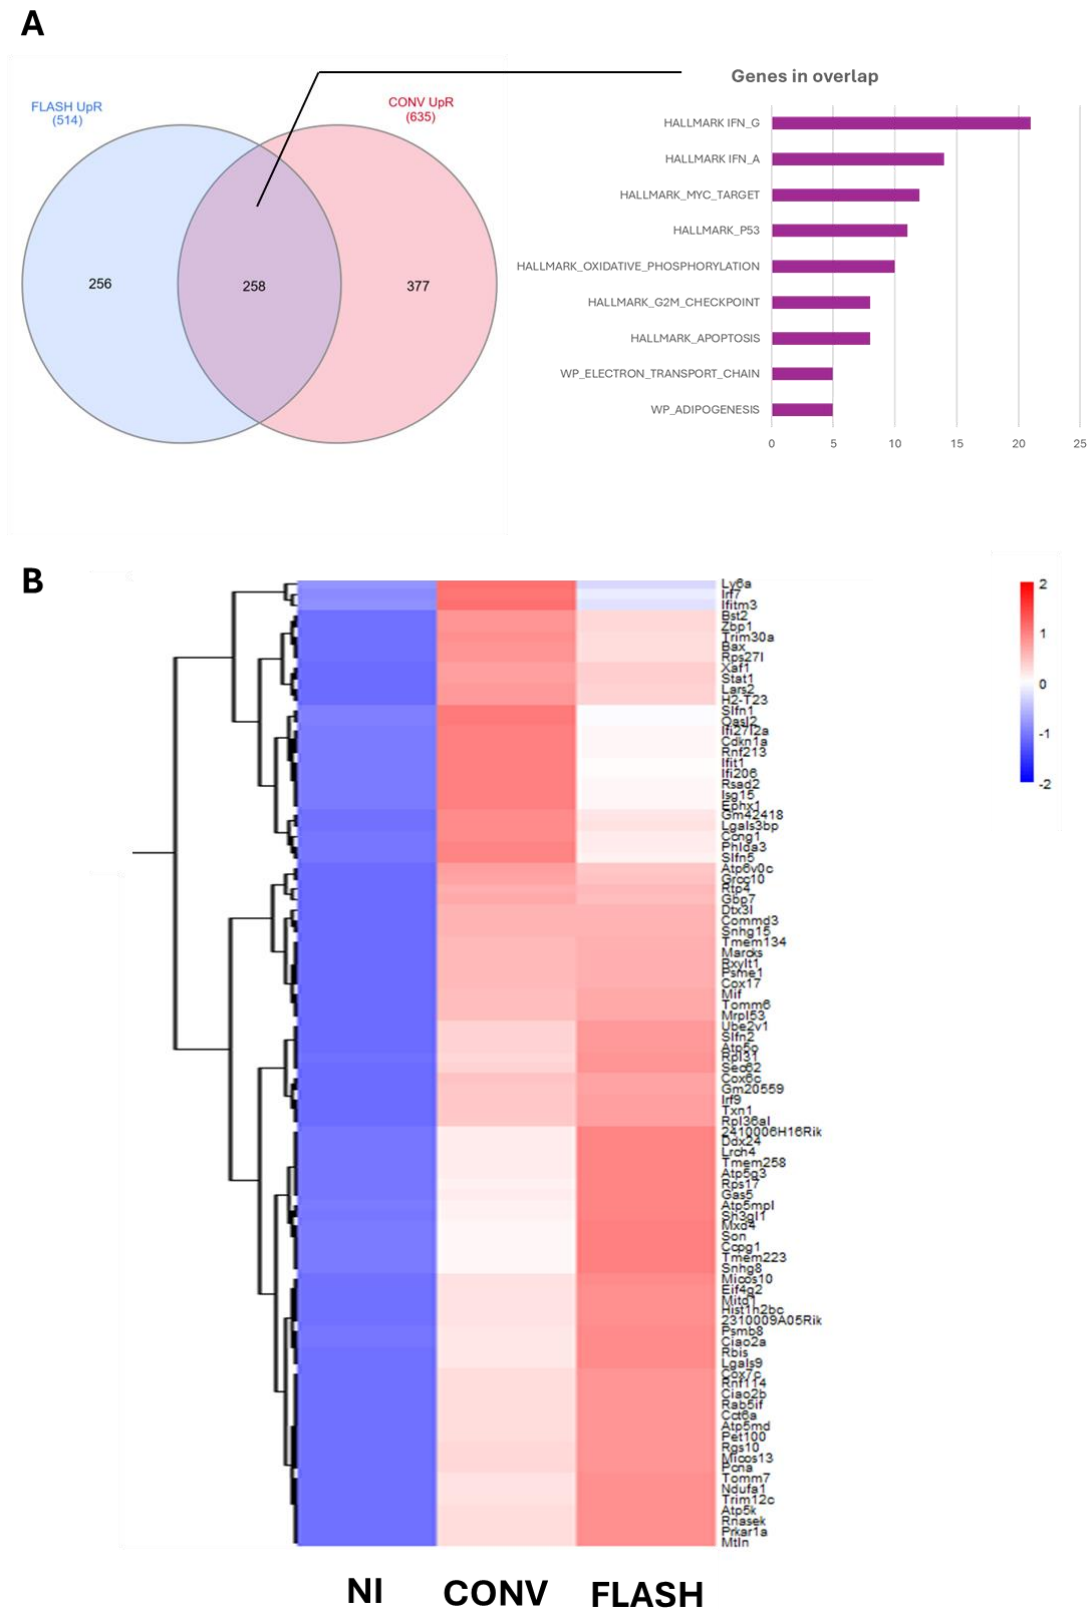 A
FLASH UpR
(514)
CONV UpR
(635)
256
258
377
Genes in overlap
HALLMARK IFN_G
HALLMARK IFN_A
HALLMARK_MYC_TARGET
HALLMARK_P53
HALLMARK_OXIDATIVE_PHOSPHORYLATION
HALLMARK_G2M_CHECKPOINT
HALLMARK_APOPTOSIS
WP_ELECTRON_TRANSPORT_CHAIN
WP_ADIPOGENESIS
0 5 10 15 20 25
B
Ly6a
Irf7
Ifitm3
Bst2
Zbp1
Trim30a
Bax
Rps27l
Xaf1
Stat1
Lars2
H2-T23
Slfn1
Oasl2
Ifi27l2a
Cdkn1a
Rnf213
Ifit1
Ifi206
Rsad2
Isg15
Ephx1
Gm42418
Lgals3bp
Ccng1
Phlda3
Slfn5
Atp6v0c
Grcc10
Rtp4
Gbp7
Dtx3l
Commd3
Snhg15
Tmem134
Marcks
Rxylt1
Psme1
Cox17
Mif
Tomm6
Mrpl53
Ube2v1
Slfn2
Atp5o
Rpl31
Sec62
Cox6c
Gm20559
Irf9
Txn1
Rpl36al
2410006H16Rik
Ddx24
Lrch4
Tmem258
Atp5g3
Rps17
Gas5
Atp5mpl
Sh3gl1
Mxd4
Son
Ccpg1
Tmem223
Snhg8
Micos10
Eif4g2
Mitd1
Hist1h2bc
2310009A05Rik
Psmb8
Ciao2a
Rbis
Lgals9
Cox7c
Rnf114
Ciao2b
Rab5if
Cct6a
Atp5md
Pet100
Rgs10
Micos13
Pcna
Tomm7
Ndufa1
Trim12c
Atp5k
Rnasek
Prkar1a
Mtln
2
1
0
-1
-2
NI CONV FLASH